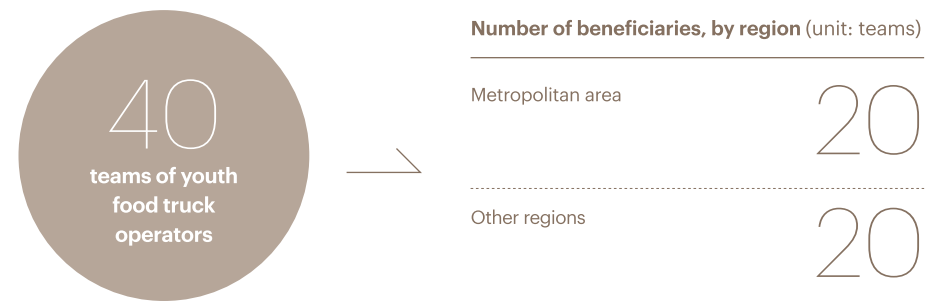 40
teams of youth
food truck
operators
Number of beneficiaries, by region (unit: teams)
Metropolitan area 20
Other regions 20